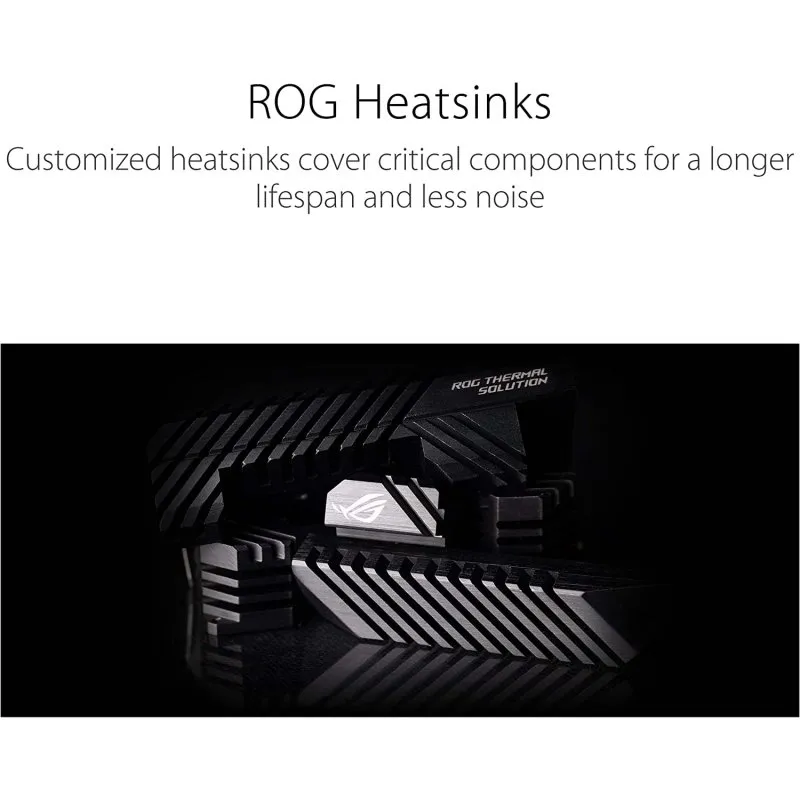 ROG Heatsinks
Customized heatsinks cover critical components for a longer
lifespan and less noise
ROG THERMAL
SOLUTION